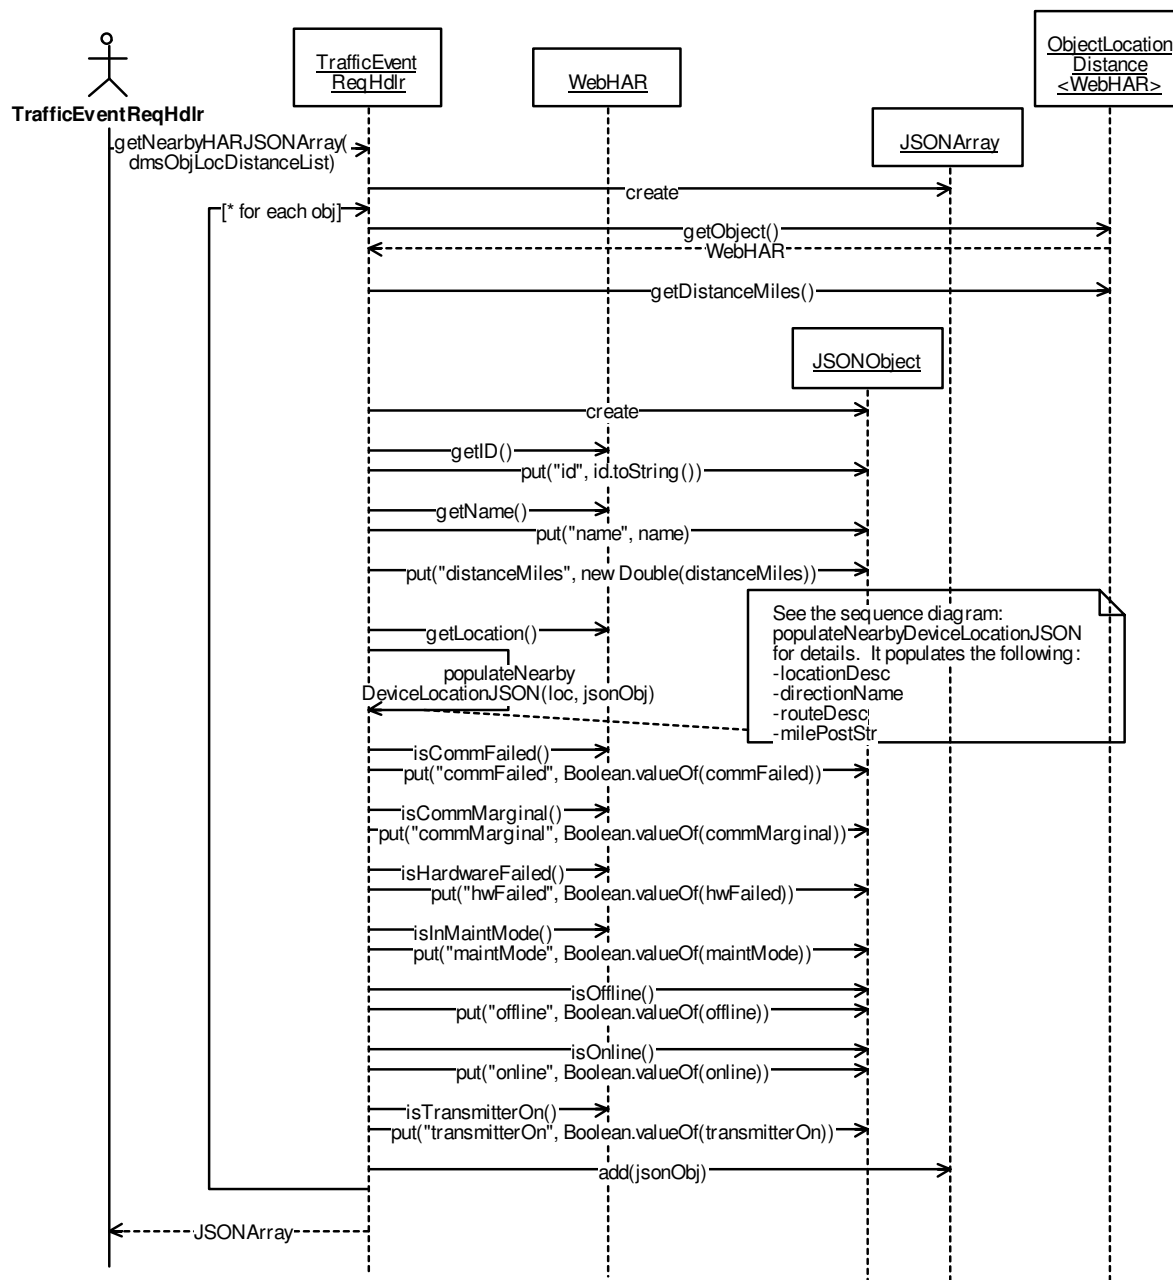 TrafficEventReqHdlr
TrafficEvent
ReqHdlr
WebHAR
JSONArray
ObjectLocation
Distance
<WebHAR>
getNearbyHARJSONArray(
dmsObjLocDistanceList)
create
[* for each obj]
getObject()
WebHAR
getDistanceMiles()
JSONObject
create
getID()
put("id", id.toString())
getName()
put("name", name)
put("distanceMiles", new Double(distanceMiles))
See the sequence diagram:
populateNearbyDeviceLocationJSON
for details. It populates the following:
-locationDesc
-directionName
-routeDesc
-milePostStr
getLocation()
populateNearby
DeviceLocationJSON(loc, jsonObj)
isCommFailed()
put("commFailed", Boolean.valueOf(commFailed))
isCommMarginal()
put("commMarginal", Boolean.valueOf(commMarginal))
isHardwareFailed()
put("hwFailed", Boolean.valueOf(hwFailed))
isInMaintMode()
put("maintMode", Boolean.valueOf(maintMode))
isOffline()
put("offline", Boolean.valueOf(offline))
isOnline()
put("online", Boolean.valueOf(online))
isTransmitterOn()
put("transmitterOn", Boolean.valueOf(transmitterOn))
add(jsonObj)
JSONArray